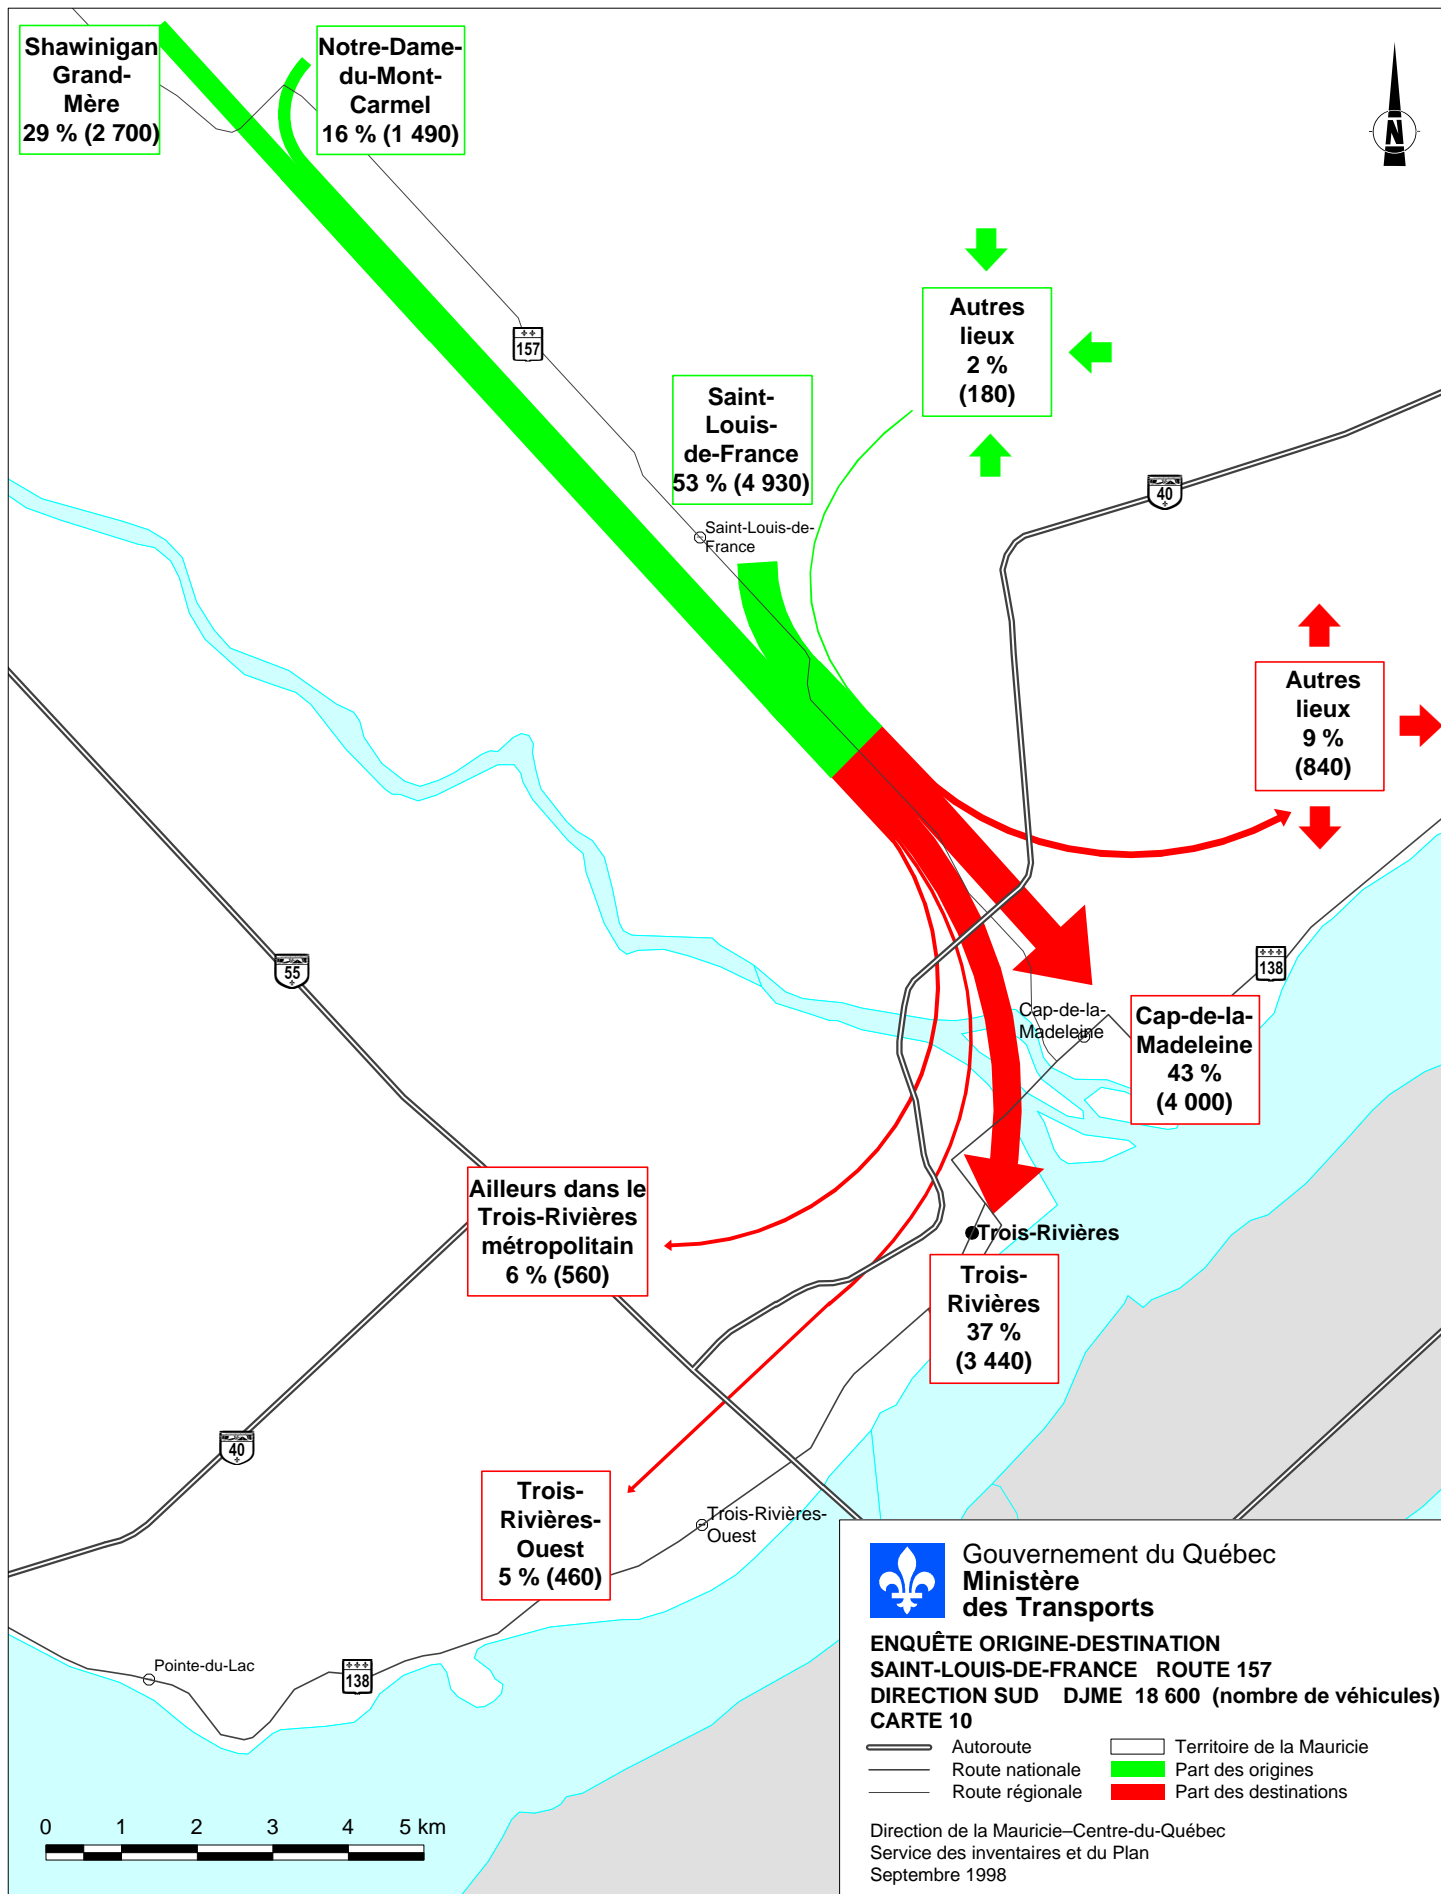 Shawinigan
Grand-
Mère
29 % (2 700)
Notre-Dame-
du-Mont-
Carmel
16 % (1 490)
N
157
Autres
lieux
2 %
(180)
Saint-
Louis-
de-France
53 % (4 930)
40
Saint-Louis-de-
France
Autres
lieux
9 %
(840)
55
138
Cap-de-la-
Madeleine
Cap-de-la-
Madeleine
43 %
(4 000)
Ailleurs dans le
Trois-Rivières
métropolitain
6 % (560)
Trois-Rivières
Trois-
Rivières
37 %
(3 440)
40
Trois-
Rivières-
Ouest
5 % (460)
Trois-Rivières-
Ouest
Pointe-du-Lac
138
Gouvernement du Québec
Ministère
des Transports
ENQUÊTE ORIGINE-DESTINATION
SAINT-LOUIS-DE-FRANCE ROUTE 157
DIRECTION SUD DJME 18 600 (nombre de véhicules)
CARTE 10
Autoroute
Territoire de la Mauricie
Route nationale
Part des origines
Route régionale
Part des destinations
0 1 2 3 4 5 km
Direction de la Mauricie–Centre-du-Québec
Service des inventaires et du Plan
Septembre 1998